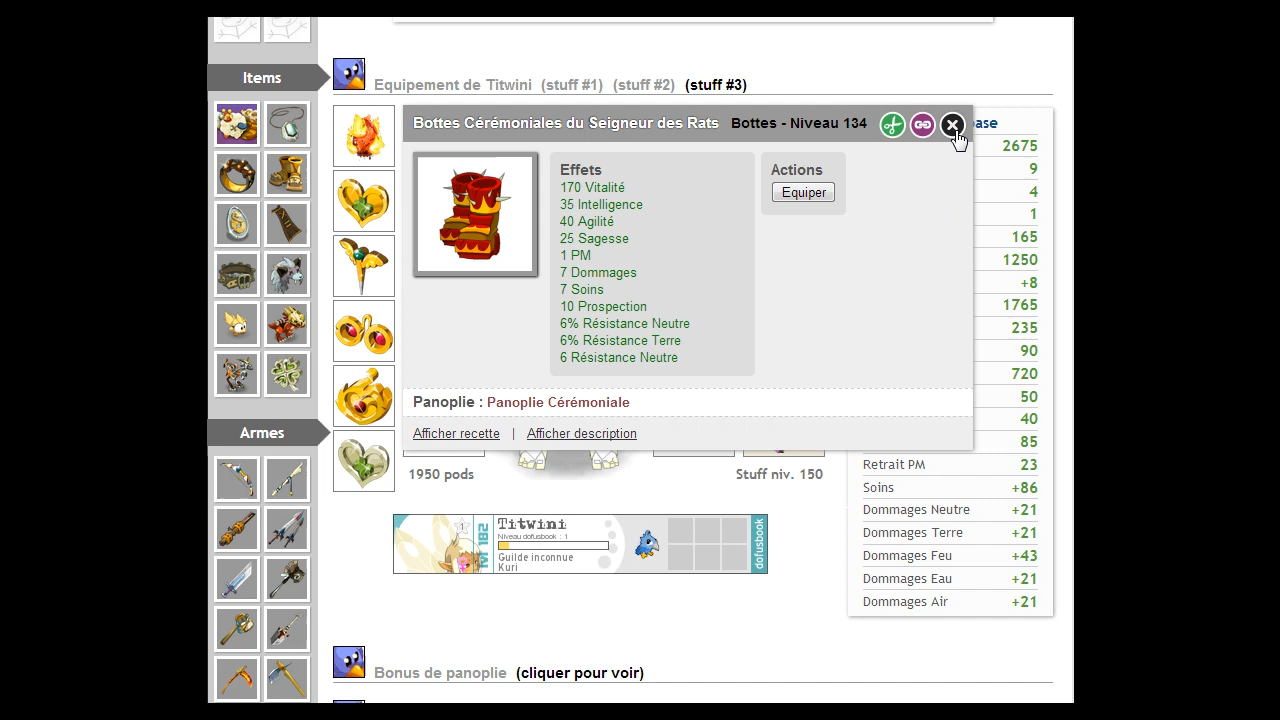 Items
Equipement de Titwini (stuff #1) (stuff #2) (stuff #3)
Bottes Cérémoniales du Seigneur des Rats Bottes - Niveau 134
Effets
170 Vitalité
35 Intelligence
40 Agilité
25 Sagesse
1 PM
7 Dommages
7 Soins
10 Prospection
6% Résistance Neutre
6% Résistance Terre
6 Résistance Neutre
Actions
Equiper
Panoplie : Panoplie Cérémoniale
Afficher recette | Afficher description
2675
9
4
1
165
1250
+8
1765
235
90
720
50
40
85
Retrait PM 23
Soins +86
Dommages Neutre +21
Dommages Terre +21
Dommages Feu +43
Dommages Eau +21
Dommages Air +21
Armes
1950 pods
Stuff niv. 150
lvl 182
Titwini
Niveau dofusbook : 1
Guilde inconnue
Kuri
dofusbook
Bonus de panoplie (cliquer pour voir)